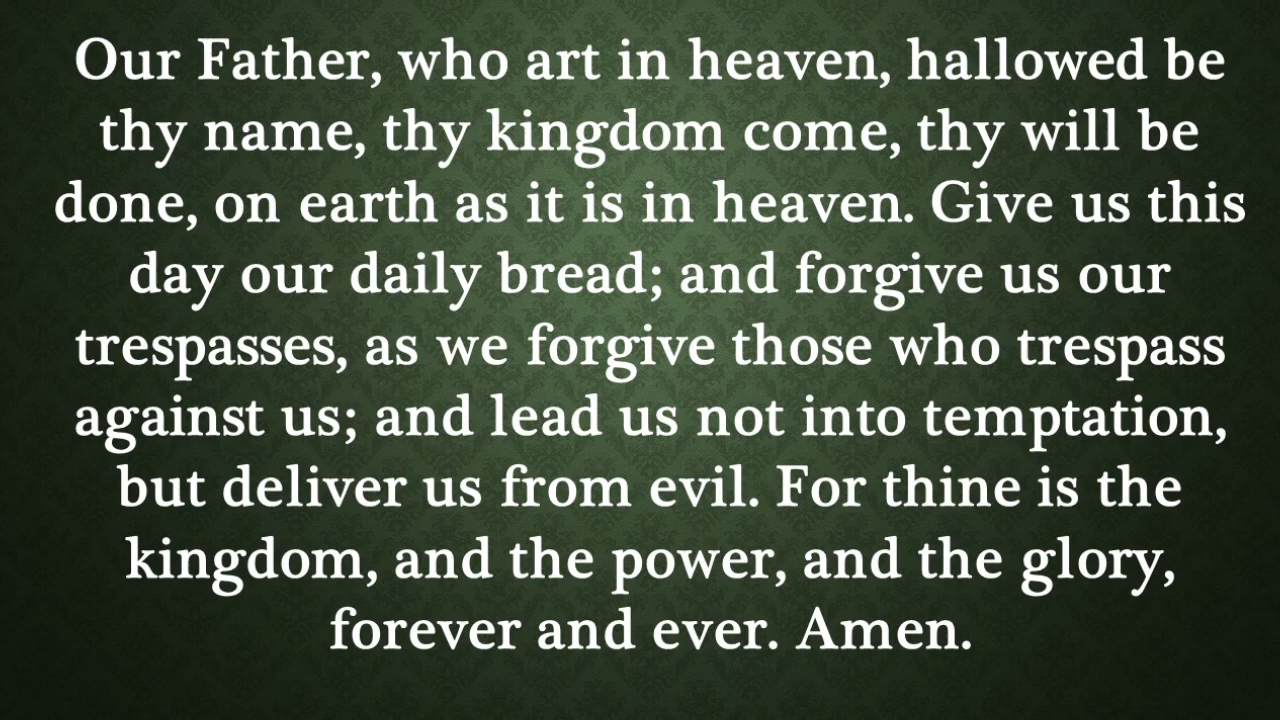 Our Father, who art in heaven, hallowed be
thy name, thy kingdom come, thy will be
done, on earth as it is in heaven. Give us this
day our daily bread; and forgive us our
trespasses, as we forgive those who trespass
against us; and lead us not into temptation,
but deliver us from evil. For thine is the
kingdom, and the power, and the glory,
forever and ever. Amen.